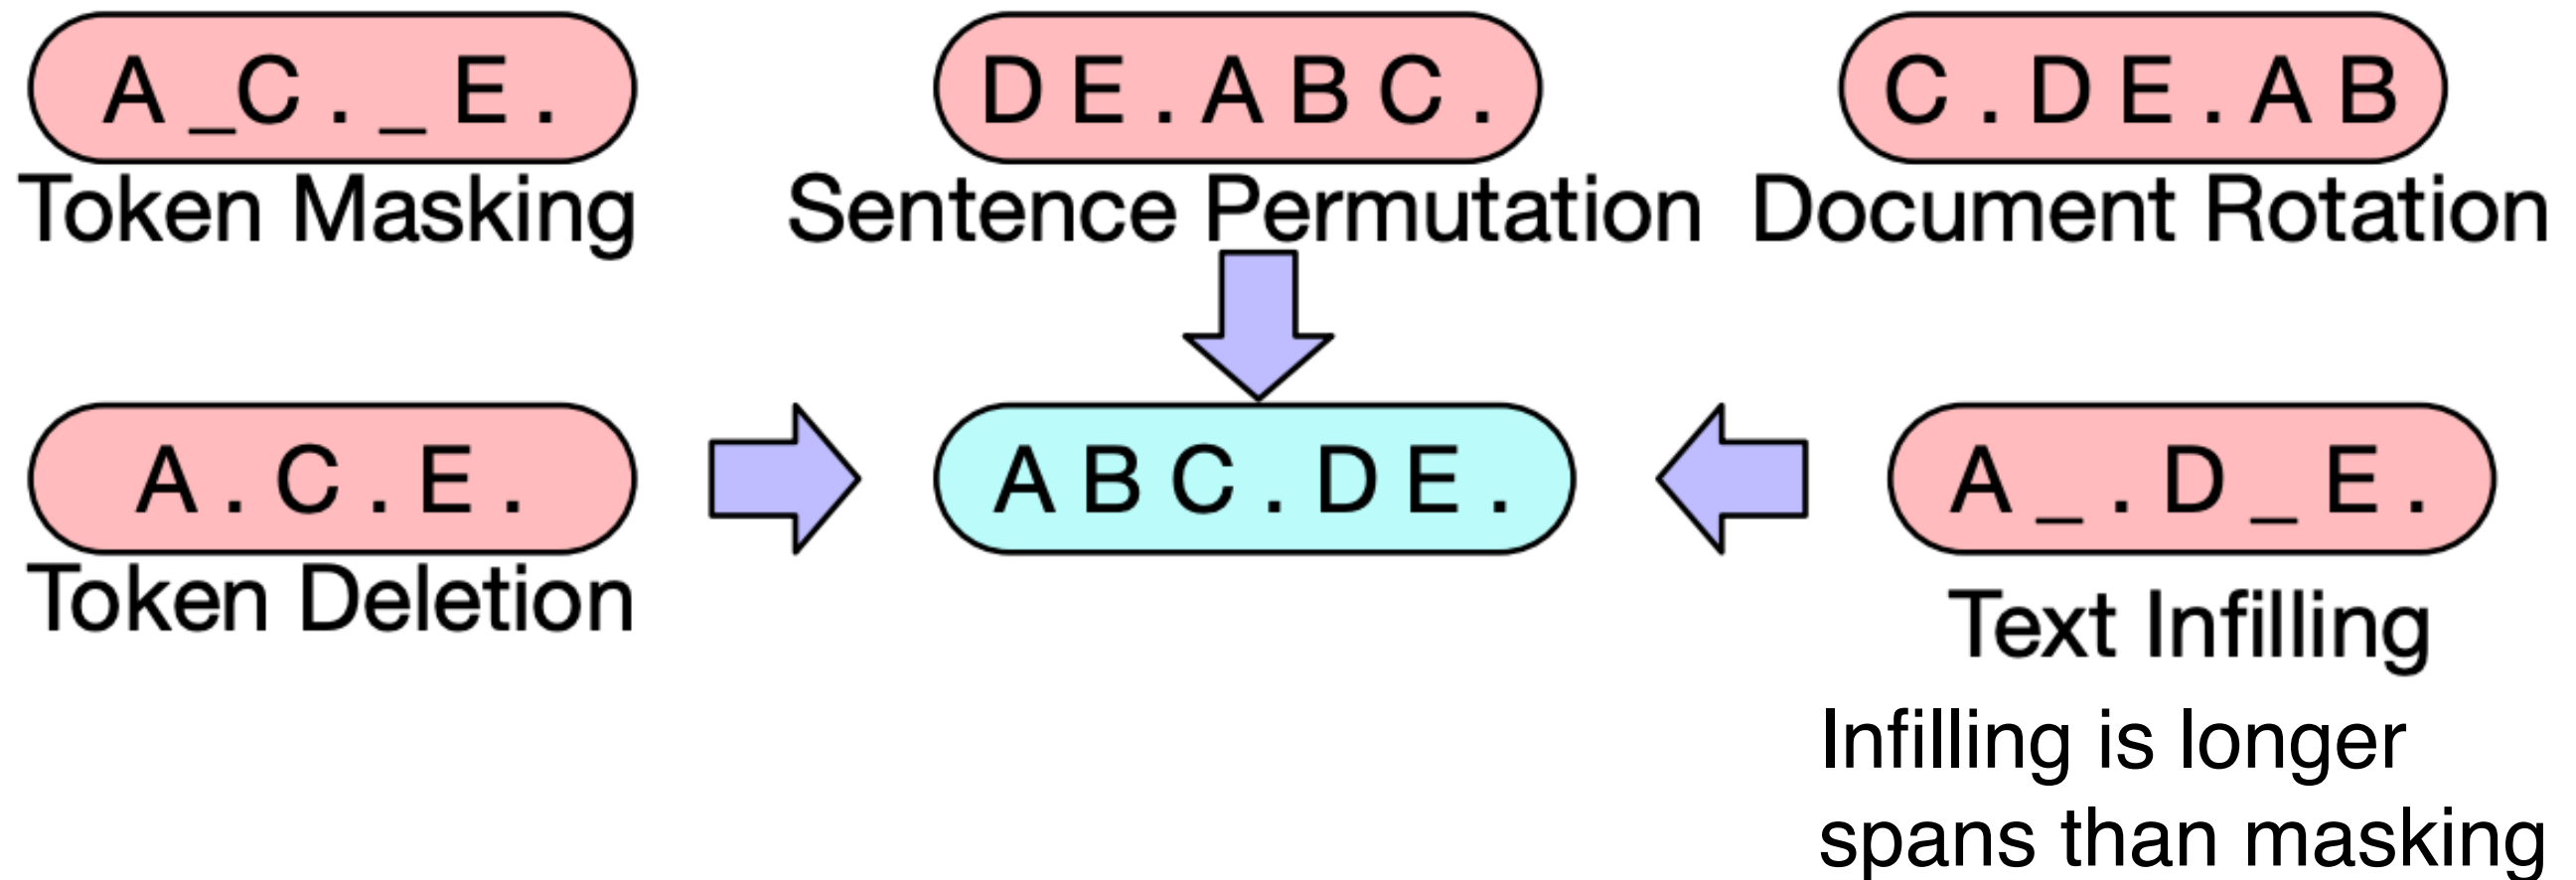 A _C . _ E .
Token Masking
D E . A B C .
Sentence Permutation
C . D E . A B
Document Rotation
A . C . E .
Token Deletion
A B C . D E .
A _ . D _ E .
Text Infilling
Infilling is longer
spans than masking